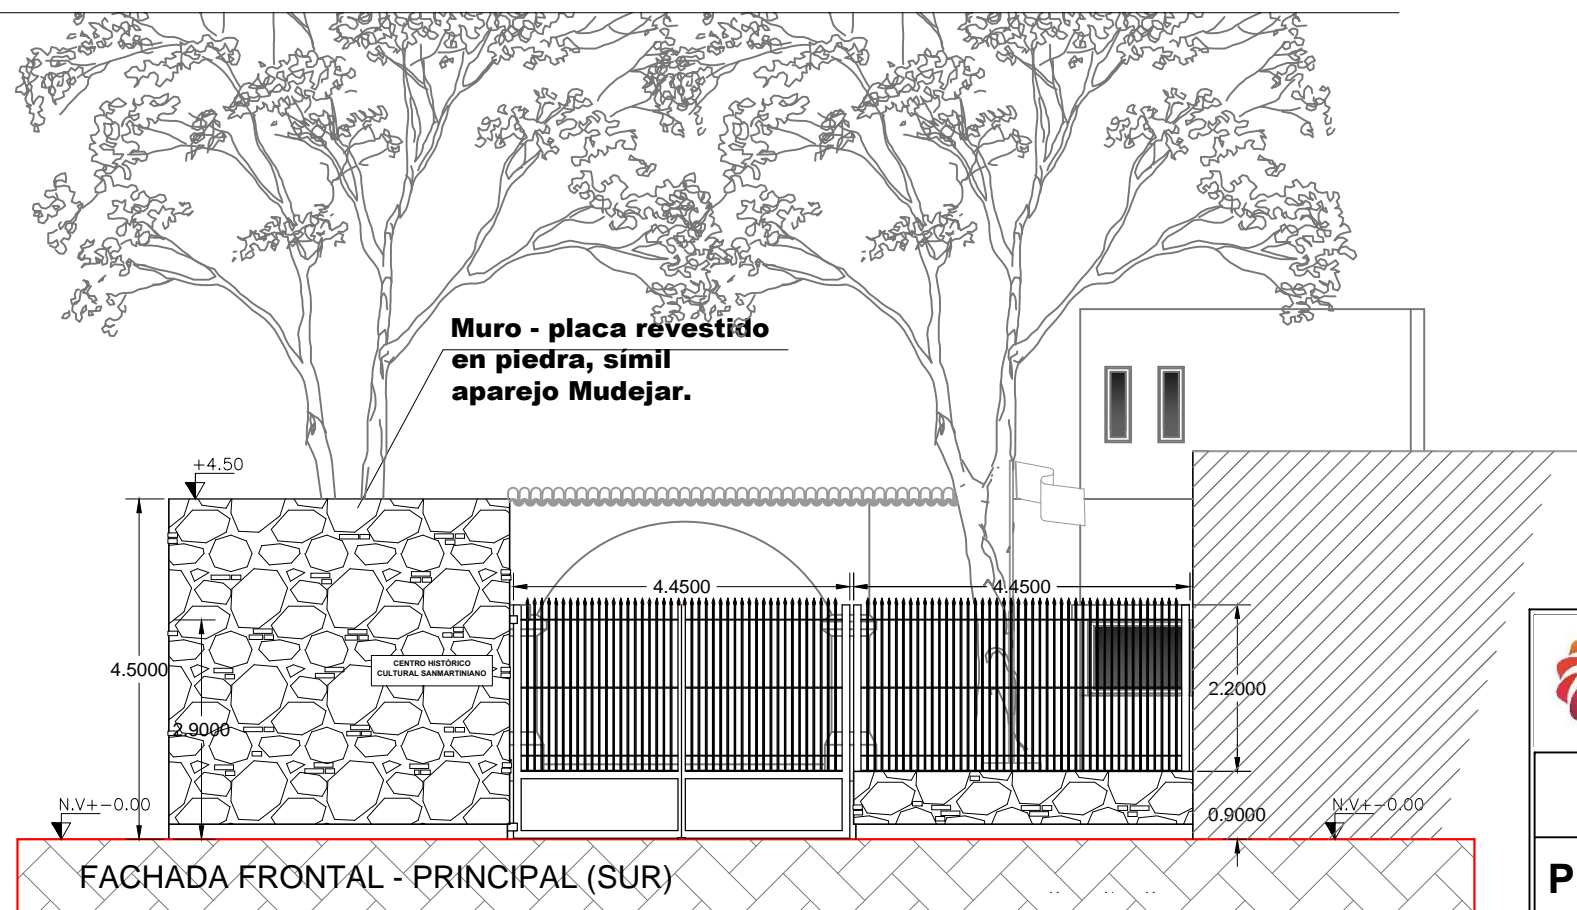 Muro - placa revestido
en piedra, símil
aparejo Mudejar.
+4.50
4.4500
4.4500
4.5000
CENTRO HISTÓRICO
CULTURAL SANMARTINIANO
2.2000
2.9000
N.V+-0.00
0.9000
N.V+-0.00
FACHADA FRONTAL - PRINCIPAL (SUR)
P